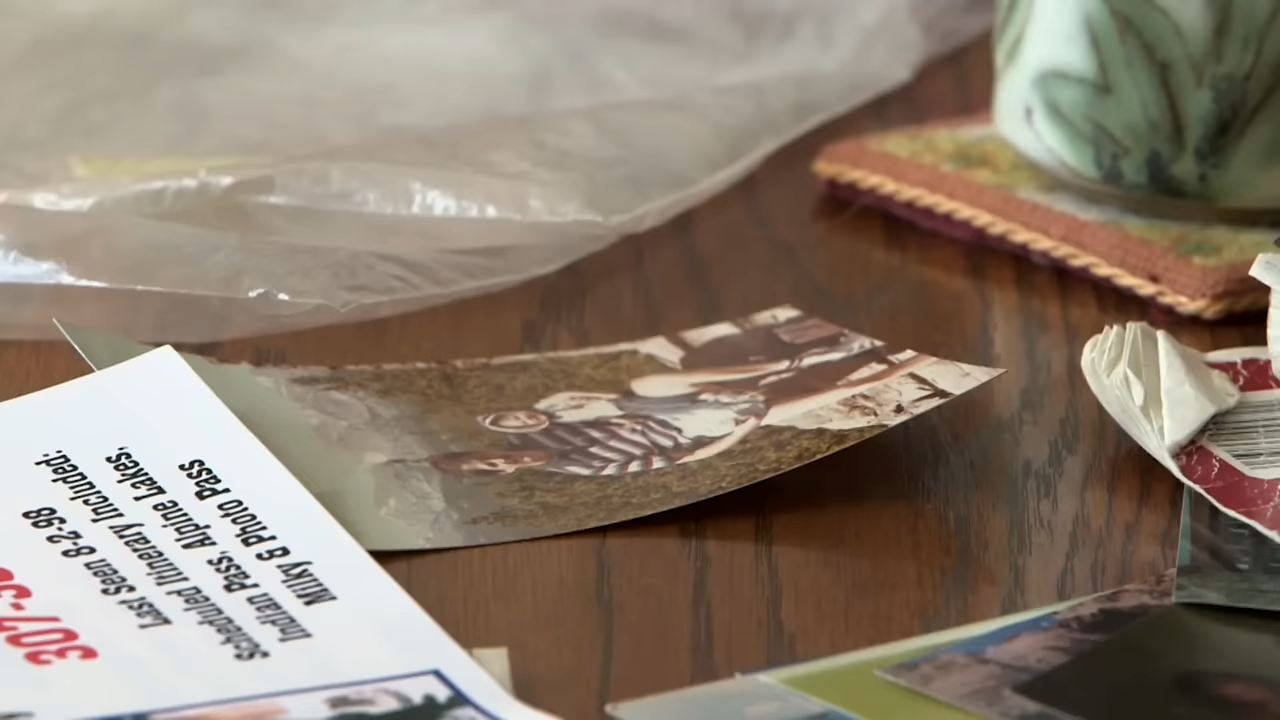 307-
Last Seen 8-2-98
Scheduled Itinerary Included:
Indian Pass, Alpine Lakes,
Milky & Photo Pass